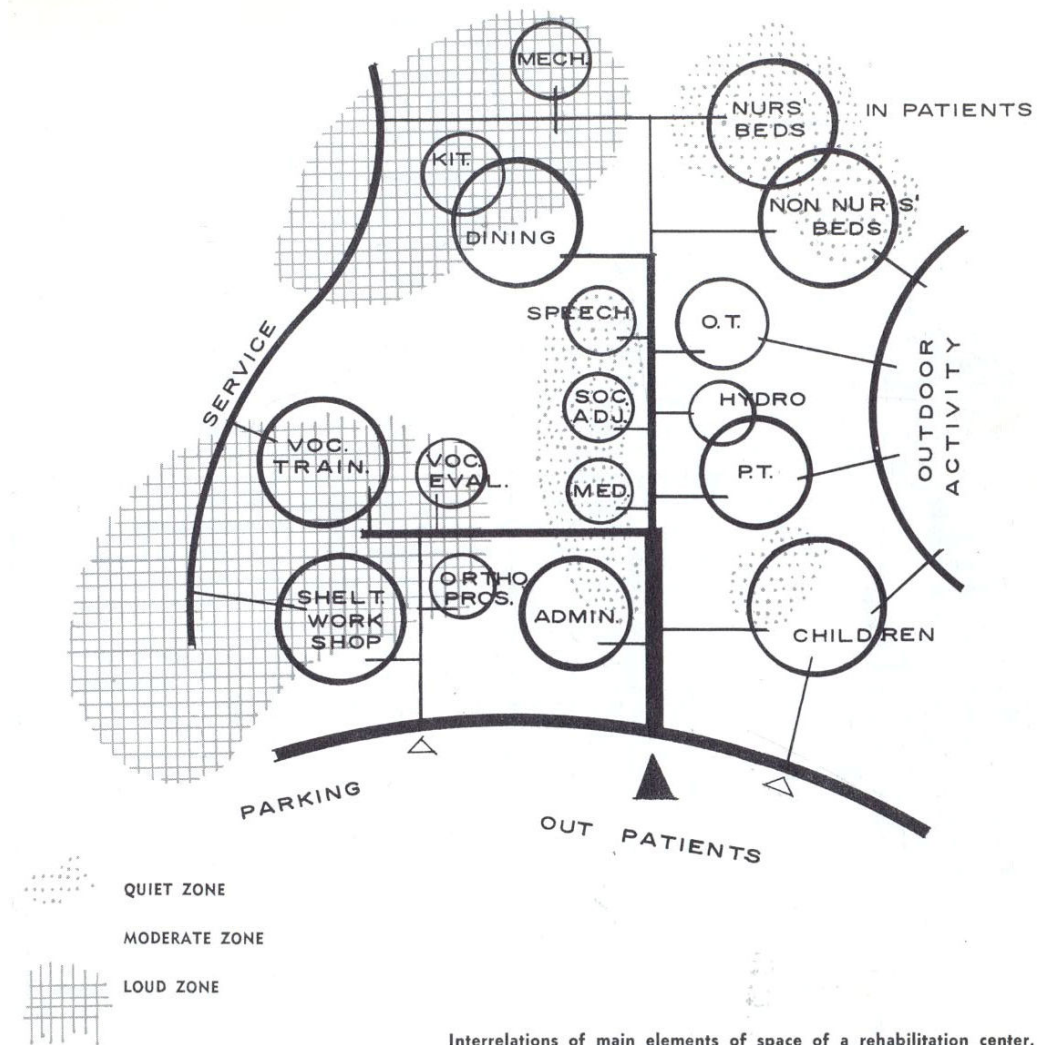 MECH.
NURS'
BEDS
IN PATIENTS
KIT.
NON NURS'
BEDS
DINING
SPEECH
O.T.
SERVICE
OUTDOOR
ACTIVITY
SOC.
ADJ.
HYDRO
VOC.
TRAIN.
VOC.
EVAL.
MED.
P.T.
SHELT.
WORK
SHOP
ORTHO
PROS.
ADMIN.
CHILDREN
PARKING
OUT PATIENTS
QUIET ZONE
MODERATE ZONE
LOUD ZONE
Interrelations of main elements of space of a rehabilitation center.